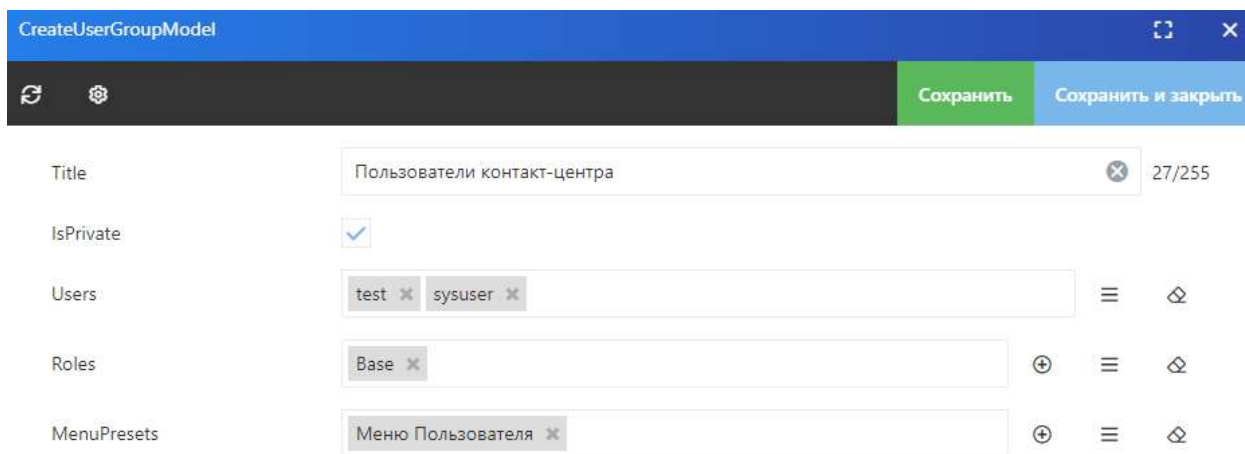 CreateUserGroupModel
Сохранить Сохранить и закрыть
Title Пользователи контакт-центра 27/255
IsPrivate
Users test sysuser
Roles Base
MenuPresets Меню Пользователя